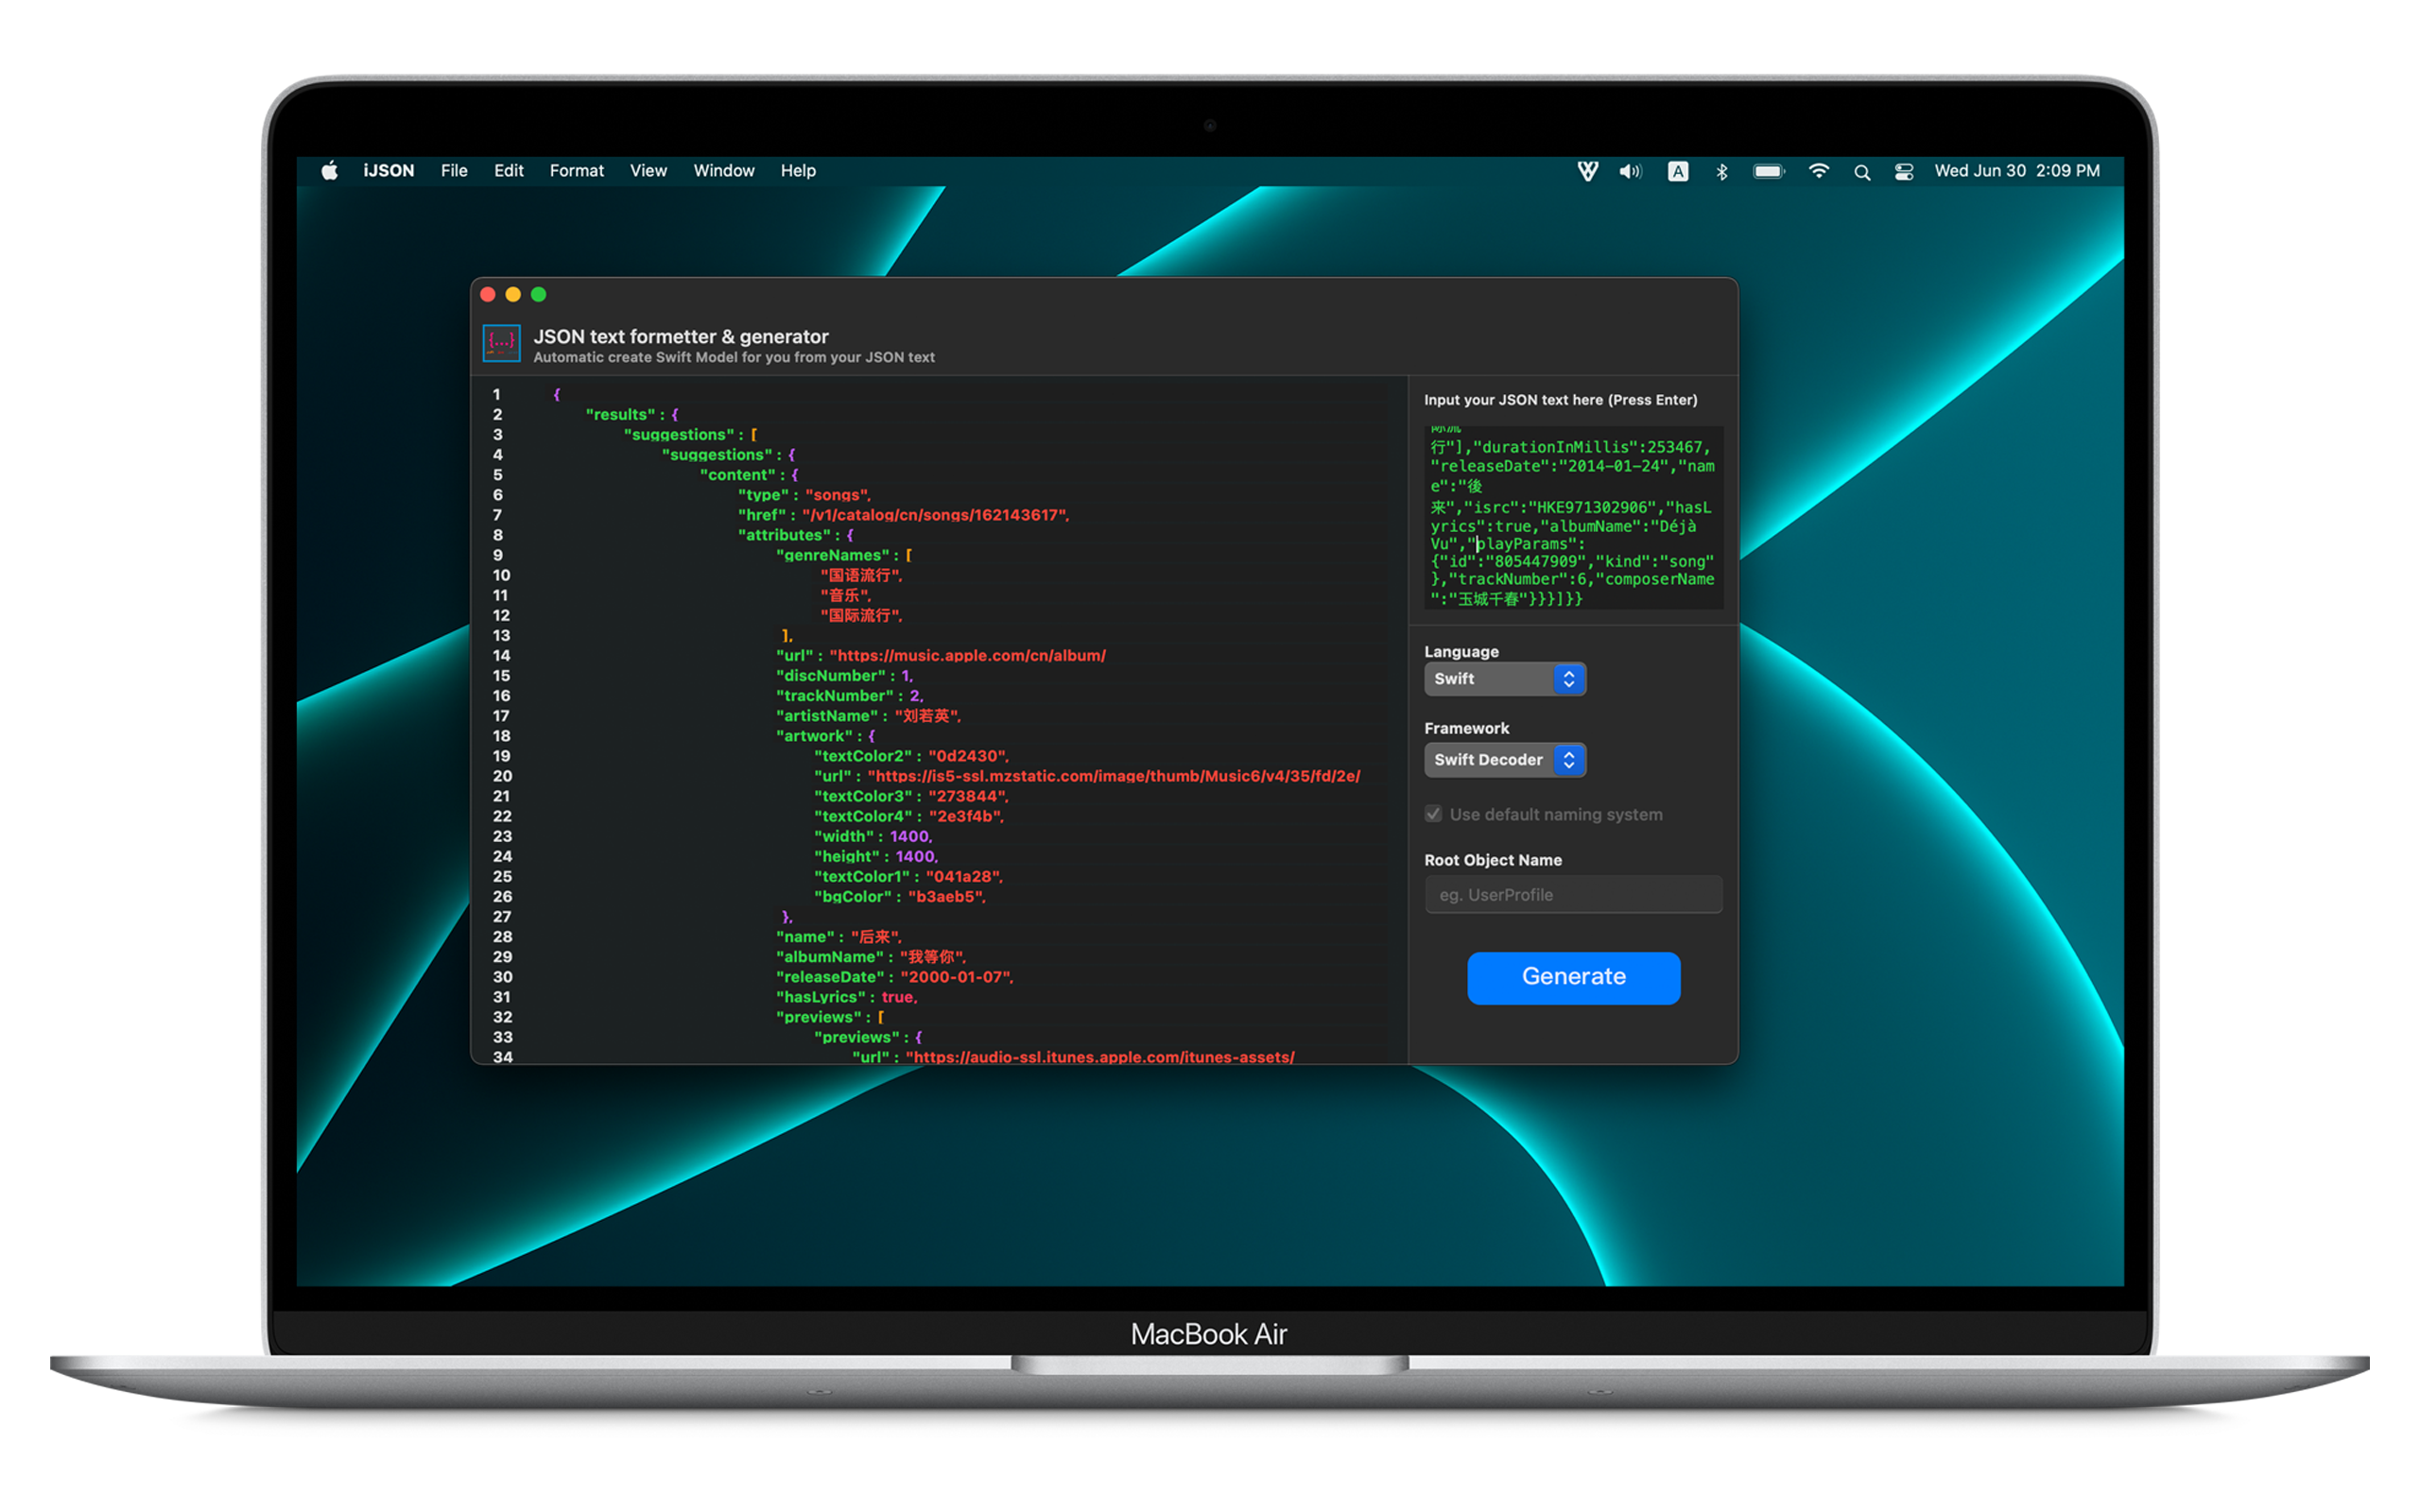 iJSON File Edit Format View Window Help A Wed Jun 30 2:09 PM
{...} JSON text formetter & generator
Automatic create Swift Model for you from your JSON text
1 {
2 "results" : {
3 "suggestions" : [
4 "suggestions" : {
5 "content" : {
6 "type" : "songs",
7 "href" : "/v1/catalog/cn/songs/162143617",
8 "attributes" : {
9 "genreNames" : [
10 "国语流行",
11 "音乐",
12 "国际流行",
13 ],
14 "url" : "https://music.apple.com/cn/album/
15 "discNumber" : 1,
16 "trackNumber" : 2,
17 "artistName" : "刘若英",
18 "artwork" : {
19 "textColor2" : "0d2430",
20 "url" : "https://is5-ssl.mzstatic.com/image/thumb/Music6/v4/35/fd/2e/
21 "textColor3" : "273844",
22 "textColor4" : "2e3f4b",
23 "width" : 1400,
24 "height" : 1400,
25 "textColor1" : "041a28",
26 "bgColor" : "b3aeb5",
27 },
28 "name" : "后来",
29 "albumName" : "我等你",
30 "releaseDate" : "2000-01-07",
31 "hasLyrics" : true,
32 "previews" : [
33 "previews" : {
34 "url" : "https://audio-ssl.itunes.apple.com/itunes-assets/
Input your JSON text here (Press Enter)
际流
行"],"durationInMillis":253467,
"releaseDate":"2014-01-24","nam
e":"後
来","isrc":"HKE971302906","hasL
yrics":true,"albumName":"Déjà
Vu","playParams":
{"id":"805447909","kind":"song"
},"trackNumber":6,"composerName
":"玉城千春"}}}]}}
Language
Swift
Framework
Swift Decoder
Use default naming system
Root Object Name
eg. UserProfile
Generate
MacBook Air